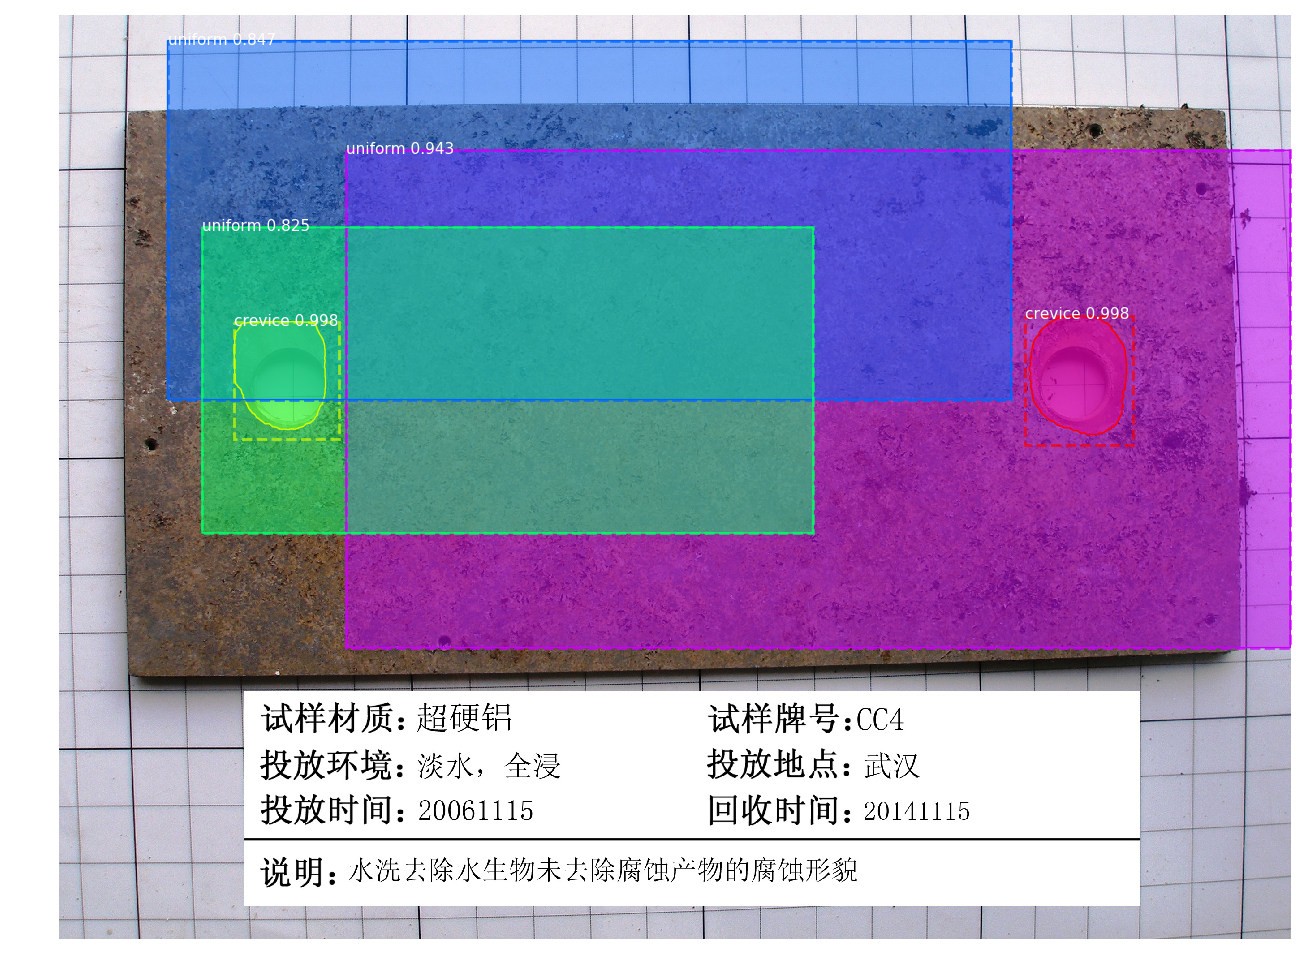 uniform 0.847
uniform 0.943
uniform 0.825
crevice 0.998
crevice 0.998
试样材质：超硬铝 试样牌号:CC4
投放环境：淡水，全浸 投放地点：武汉
投放时间：20061115 回收时间：20141115
说明：水洗去除水生物未去除腐蚀产物的腐蚀形貌